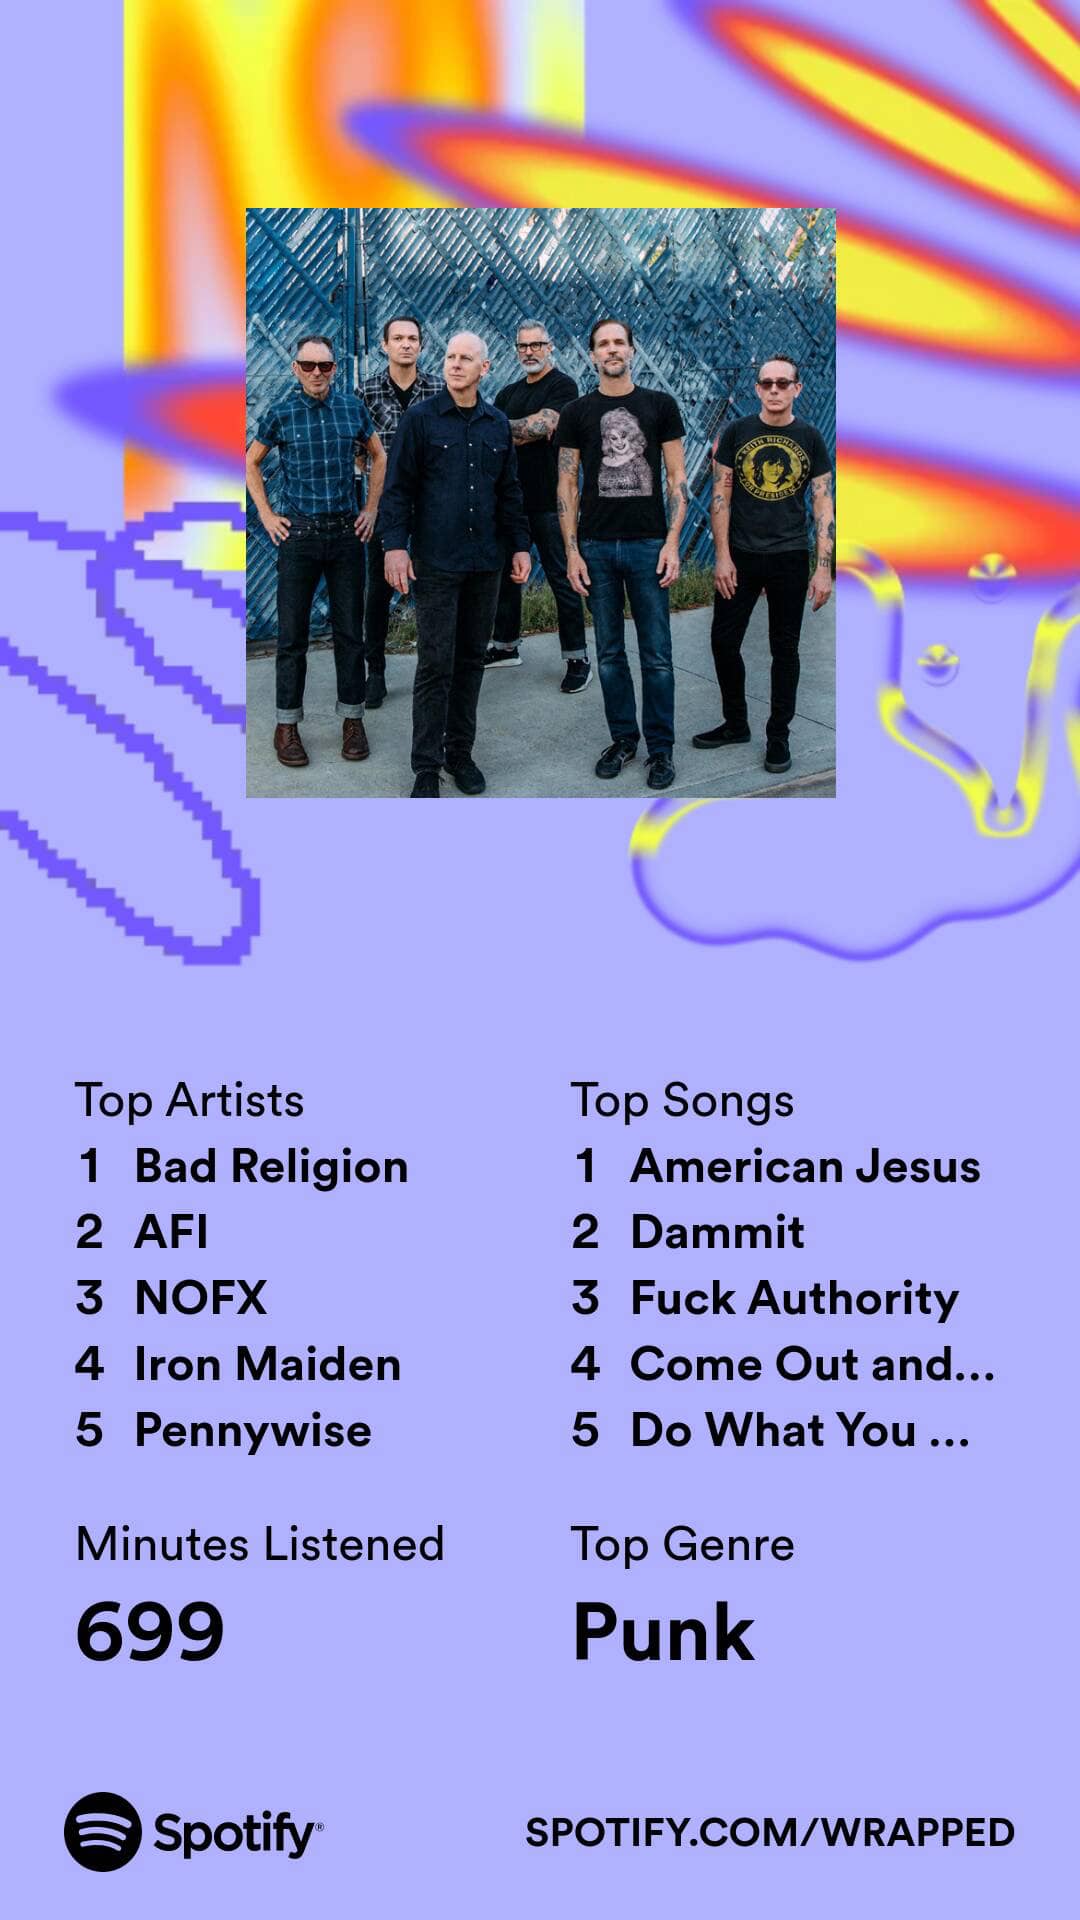 KEITH RICHARDS
Top Artists
1 Bad Religion
2 AFI
3 NOFX
4 Iron Maiden
5 Pennywise
Top Songs
1 American Jesus
2 Dammit
3 Fuck Authority
4 Come Out and...
5 Do What You ...
Minutes Listened
699
Top Genre
Punk
Spotify®
SPOTIFY.COM/WRAPPED